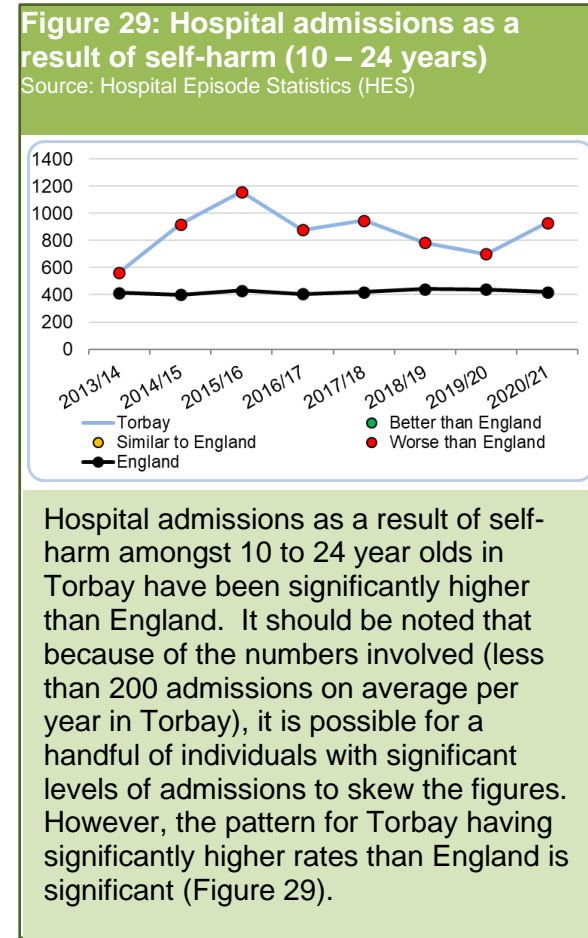 Figure 29: Hospital admissions as a
result of self-harm (10 – 24 years)
Source: Hospital Episode Statistics (HES)
1400
1200
1000
800
600
400
200
0
2013/14
2014/15
2015/16
2016/17
2017/18
2018/19
2019/20
2020/21
Torbay
Better than England
Similar to England
Worse than England
England
Hospital admissions as a result of self-
harm amongst 10 to 24 year olds in
Torbay have been significantly higher
than England.  It should be noted that
because of the numbers involved (less
than 200 admissions on average per
year in Torbay), it is possible for a
handful of individuals with significant
levels of admissions to skew the figures.
However, the pattern for Torbay having
significantly higher rates than England is
significant (Figure 29).